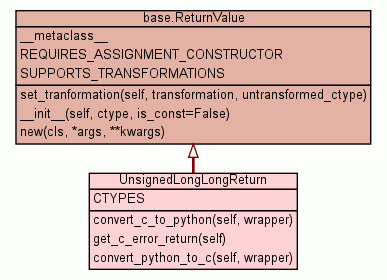 base.ReturnValue
__metaclass__
REQUIRES_ASSIGNMENT_CONSTRUCTOR
SUPPORTS_TRANSFORMATIONS
set_tranformation(self, transformation, untransformed_ctype)
__init__(self, ctype, is_const=False)
new(cls, *args, **kwargs)
UnsignedLongLongReturn
CTYPES
convert_c_to_python(self, wrapper)
get_c_error_return(self)
convert_python_to_c(self, wrapper)